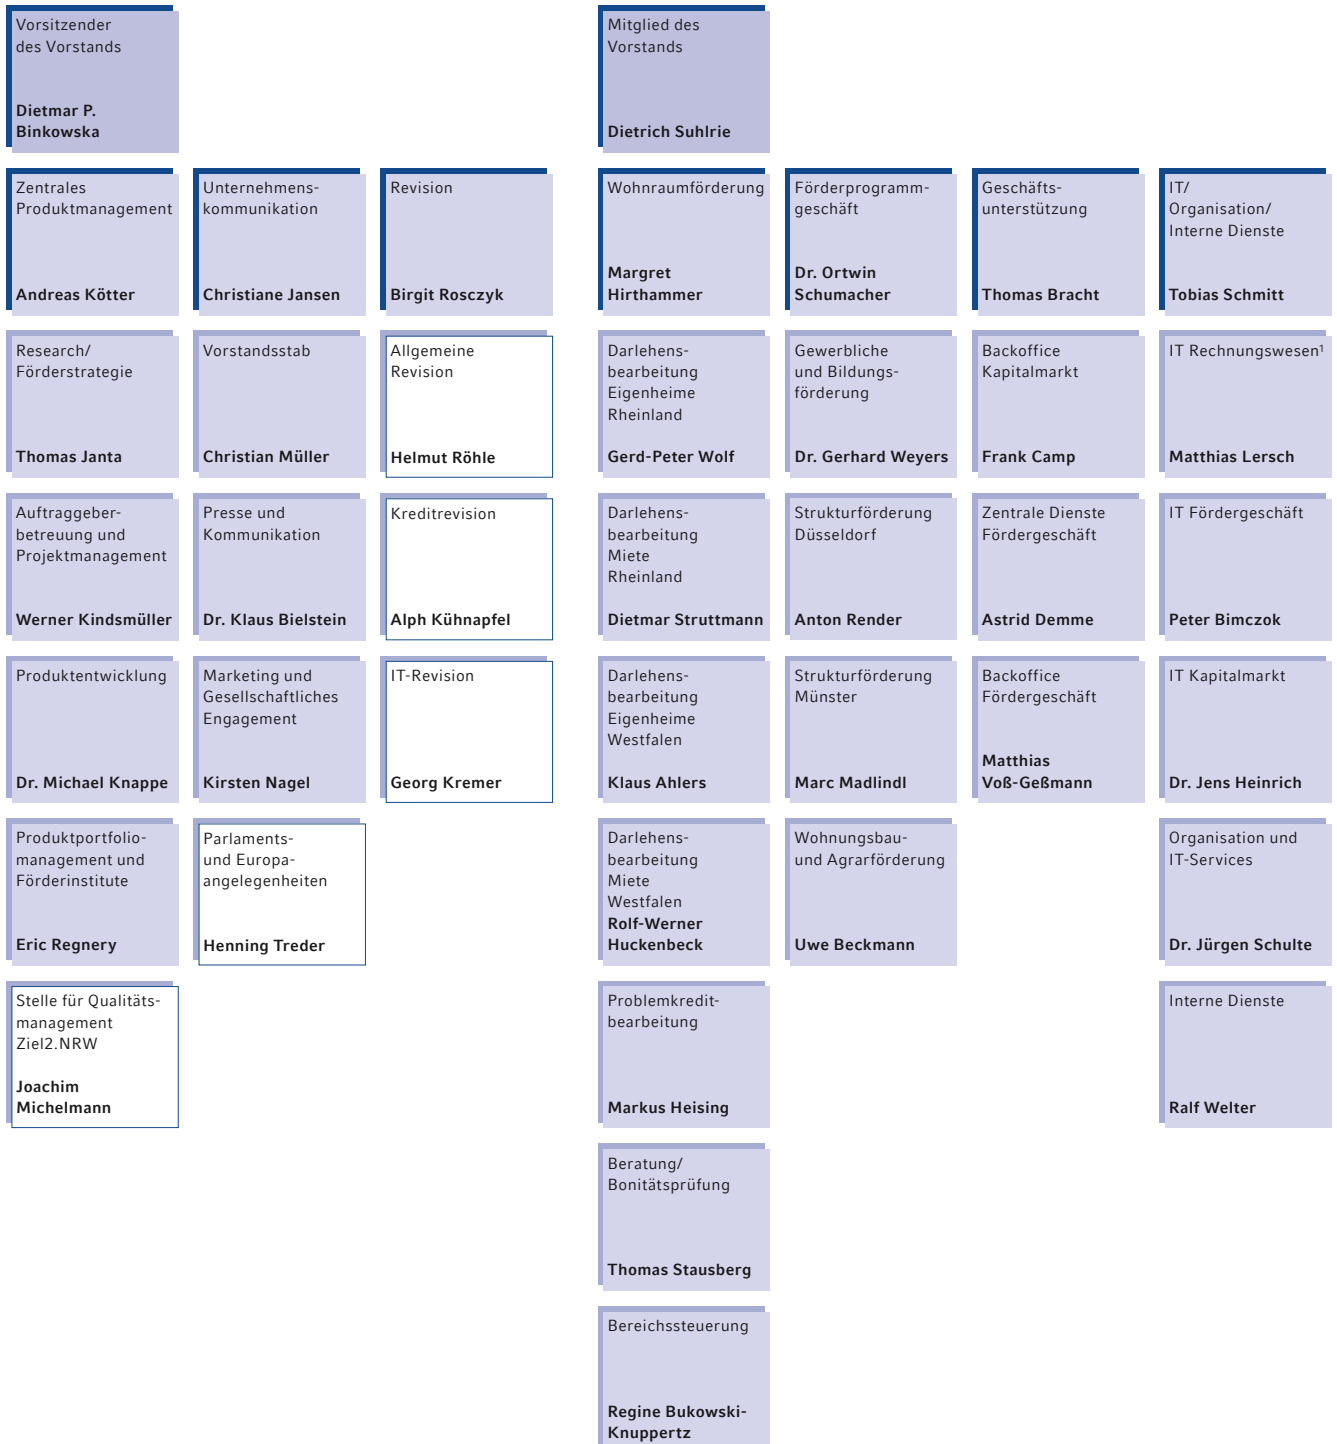 Vorsitzender
des Vorstands
Dietmar P.
Binkowska
Mitglied des
Vorstands
Dietrich Suhlrie
Zentrales
Produktmanagement
Andreas Kötter
Unternehmens-
kommunikation
Christiane Jansen
Revision
Birgit Rosczyk
Wohnraumförderung
Margret
Hirthammer
Förderprogramm-
geschäft
Dr. Ortwin
Schumacher
Geschäfts-
unterstützung
Thomas Bracht
IT/
Organisation/
Interne Dienste
Tobias Schmitt
Research/
Förderstrategie
Thomas Janta
Vorstandsstab
Christian Müller
Allgemeine
Revision
Helmut Röhle
Darlehens-
bearbeitung
Eigenheime
Rheinland
Gerd-Peter Wolf
Gewerbliche
und Bildungs-
förderung
Dr. Gerhard Weyers
Backoffice
Kapitalmarkt
Frank Camp
IT Rechnungswesen¹
Matthias Lersch
Auftraggeber-
betreuung und
Projektmanagement
Werner Kindsmüller
Presse und
Kommunikation
Dr. Klaus Bielstein
Kreditrevision
Alph Kühnapfel
Darlehens-
bearbeitung
Miete
Rheinland
Dietmar Struttmann
Strukturförderung
Düsseldorf
Anton Render
Zentrale Dienste
Fördergeschäft
Astrid Demme
IT Fördergeschäft
Peter Bimczok
Produktentwicklung
Dr. Michael Knappe
Marketing und
Gesellschaftliches
Engagement
Kirsten Nagel
IT-Revision
Georg Kremer
Darlehens-
bearbeitung
Eigenheime
Westfalen
Klaus Ahlers
Strukturförderung
Münster
Marc Madlindl
Backoffice
Fördergeschäft
Matthias
Voß-Geßmann
IT Kapitalmarkt
Dr. Jens Heinrich
Produktportfolio-
management und
Förderinstitute
Eric Regnery
Parlaments-
und Europa-
angelegenheiten
Henning Treder
Darlehens-
bearbeitung
Miete
Westfalen
Rolf-Werner
Huckenbeck
Wohnungsbau-
und Agrarförderung
Uwe Beckmann
Organisation und
IT-Services
Dr. Jürgen Schulte
Stelle für Qualitäts-
management
Ziel2.NRW
Joachim
Michelmann
Problemkredit-
bearbeitung
Markus Heising
Interne Dienste
Ralf Welter
Beratung/
Bonitätsprüfung
Thomas Stausberg
Bereichssteuerung
Regine Bukowski-
Knuppertz